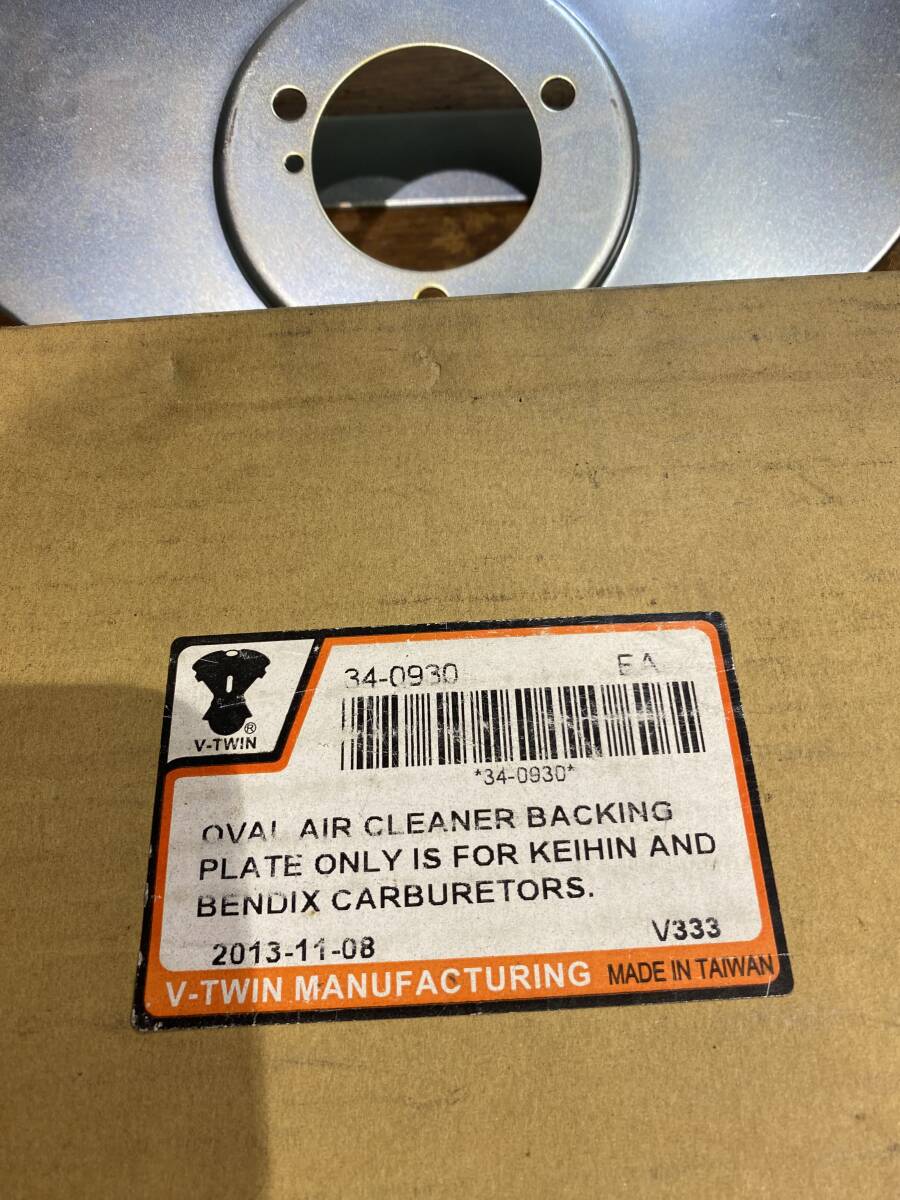 34-0930 EA
*34-0930*
® 
V-TWIN
OVAL AIR CLEANER BACKING
PLATE ONLY IS FOR KEIHIN AND
BENDIX CARBURETORS.
2013-11-08 V333
V-TWIN MANUFACTURING MADE IN TAIWAN